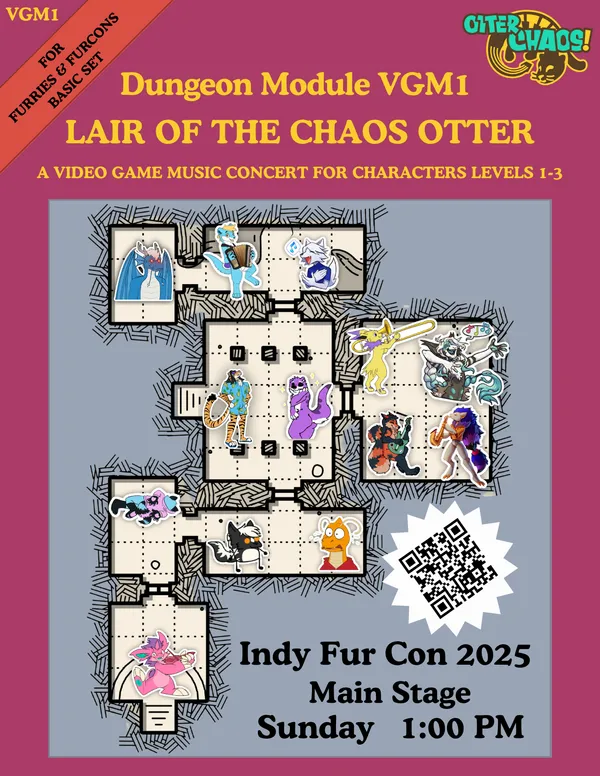 VGM1
FOR
FURRIES & FURCONS
BASIC SET
OTTER
CHAOS!
Dungeon Module VGM1
LAIR OF THE CHAOS OTTER
A VIDEO GAME MUSIC CONCERT FOR CHARACTERS LEVELS 1-3
Indy Fur Con 2025
Main Stage
Sunday 1:00 PM